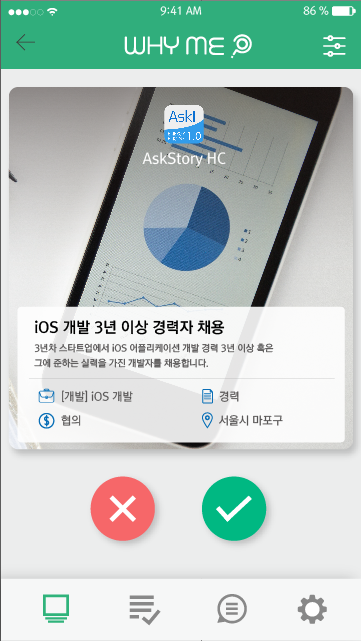 9:41 AM
86 %
WHY ME
AskI
AskStory HC
iOS 개발 3년 이상 경력자 채용
3년차 스타트업에서 iOS 어플리케이션 개발 경력 3년 이상 혹은
그에 준하는 실력을 가진 개발자를 채용합니다.
[개발] iOS 개발
경력
협의
서울시 마포구